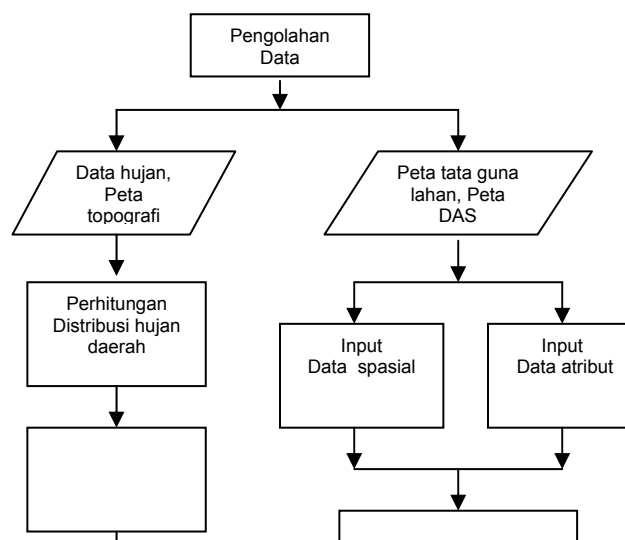 Pengolahan
Data
Data hujan,
Peta
topografi
Peta tata guna
lahan, Peta
DAS
Perhitungan
Distribusi hujan
daerah
Input
Data spasial
Input
Data atribut